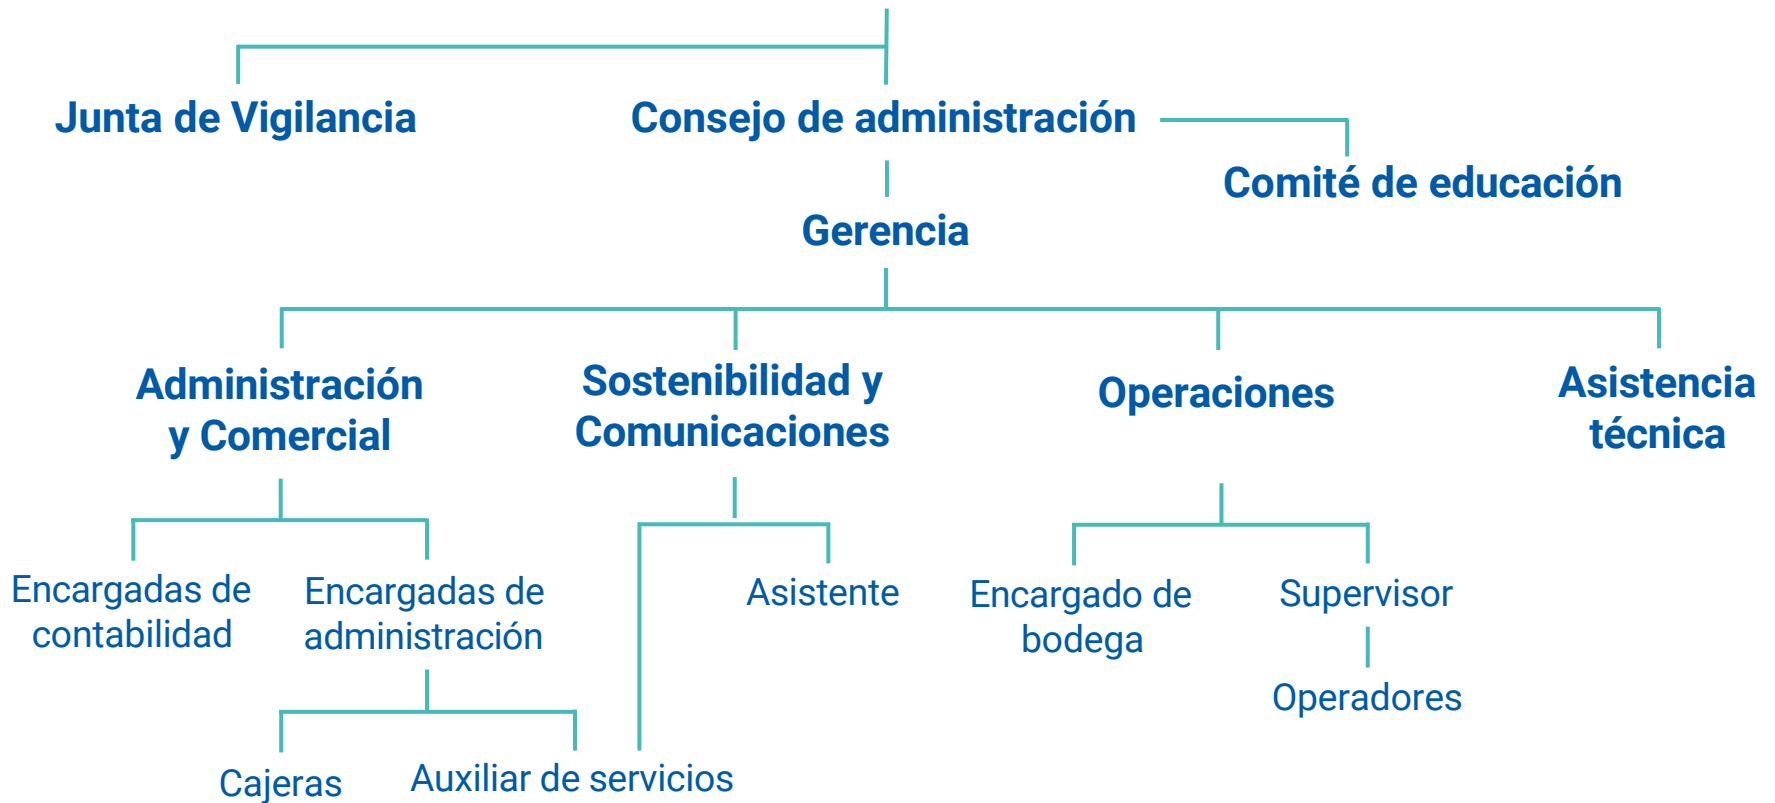 Junta de Vigilancia
Consejo de administración
Comité de educación
Gerencia
Administración
y Comercial
Sostenibilidad y
Comunicaciones
Operaciones
Asistencia
técnica
Encargadas de
contabilidad
Encargadas de
administración
Asistente
Encargado de
bodega
Supervisor
Operadores
Cajeras
Auxiliar de servicios